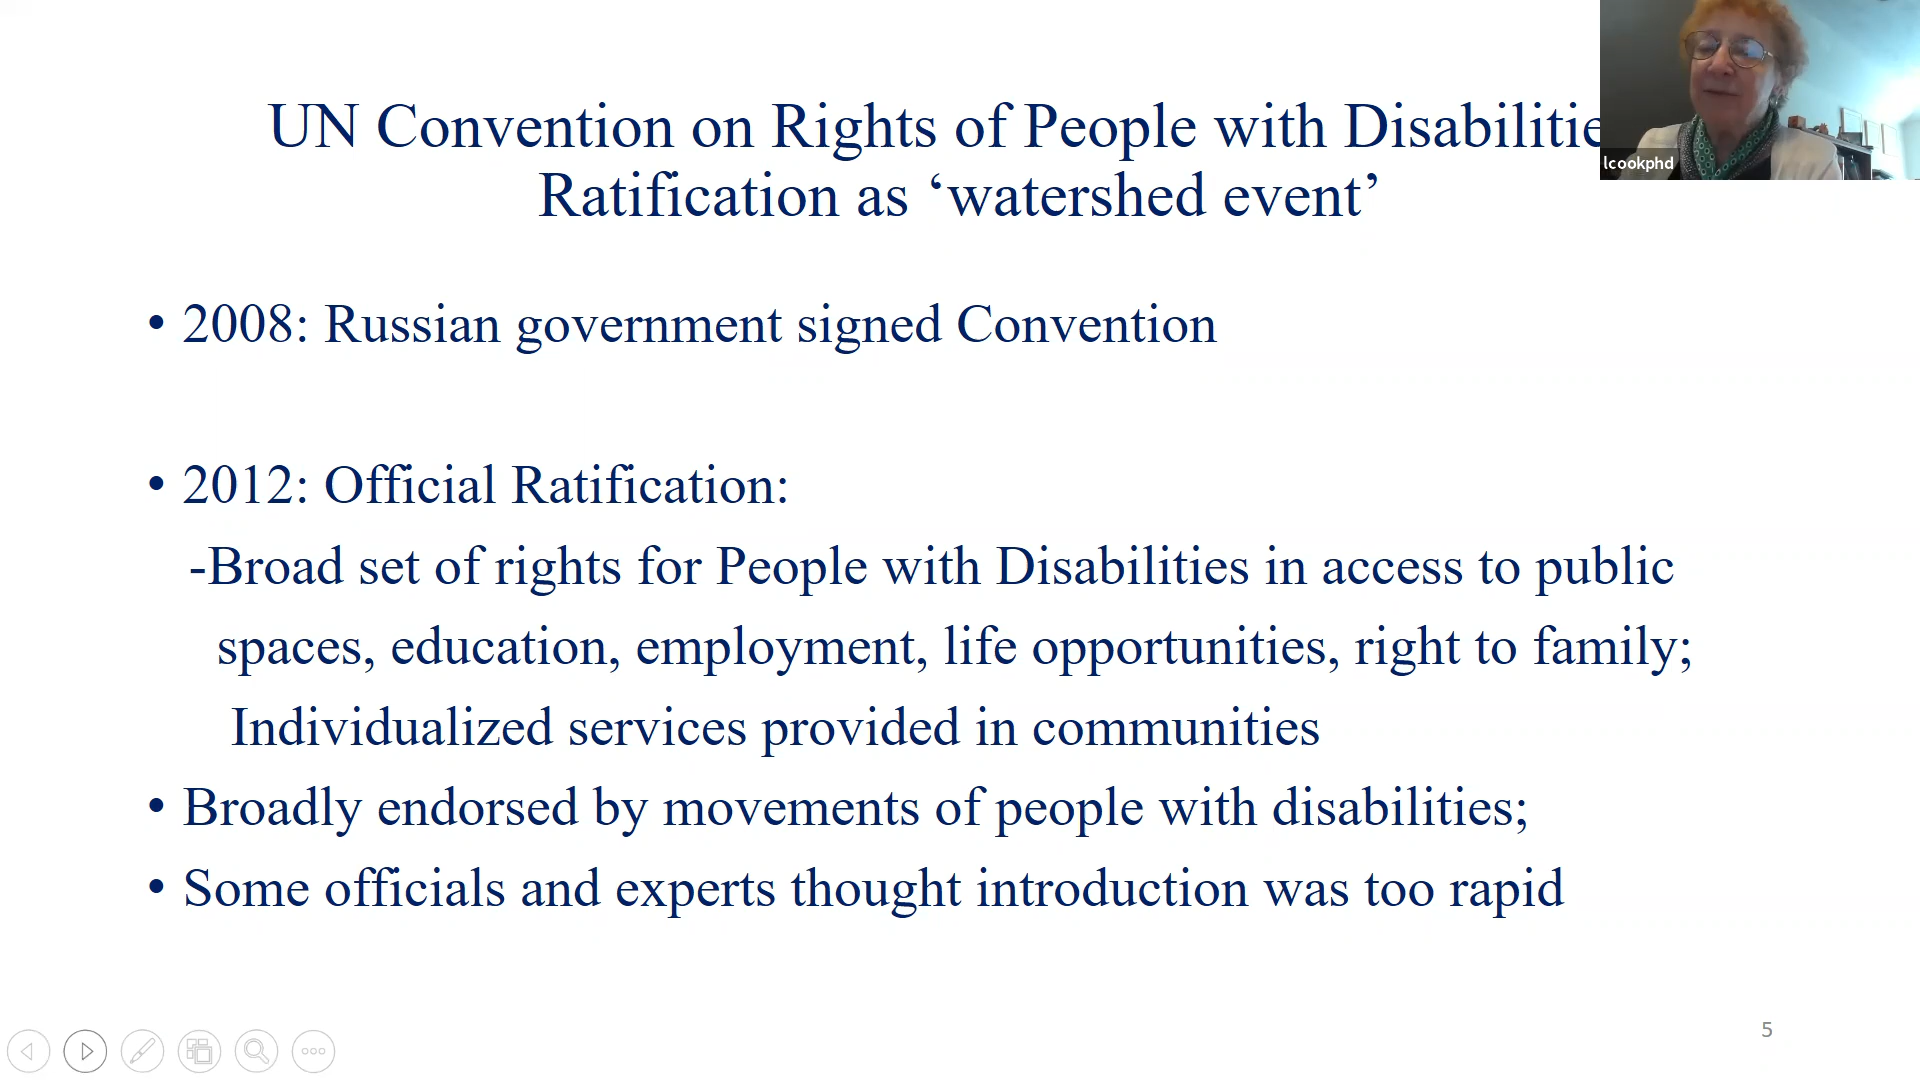 UN Convention on Rights of People with Disabilitie
Ratification as ‘watershed event’
lcookphd
• 2008: Russian government signed Convention
• 2012: Official Ratification:
-Broad set of rights for People with Disabilities in access to public
spaces, education, employment, life opportunities, right to family;
Individualized services provided in communities
• Broadly endorsed by movements of people with disabilities;
• Some officials and experts thought introduction was too rapid
5